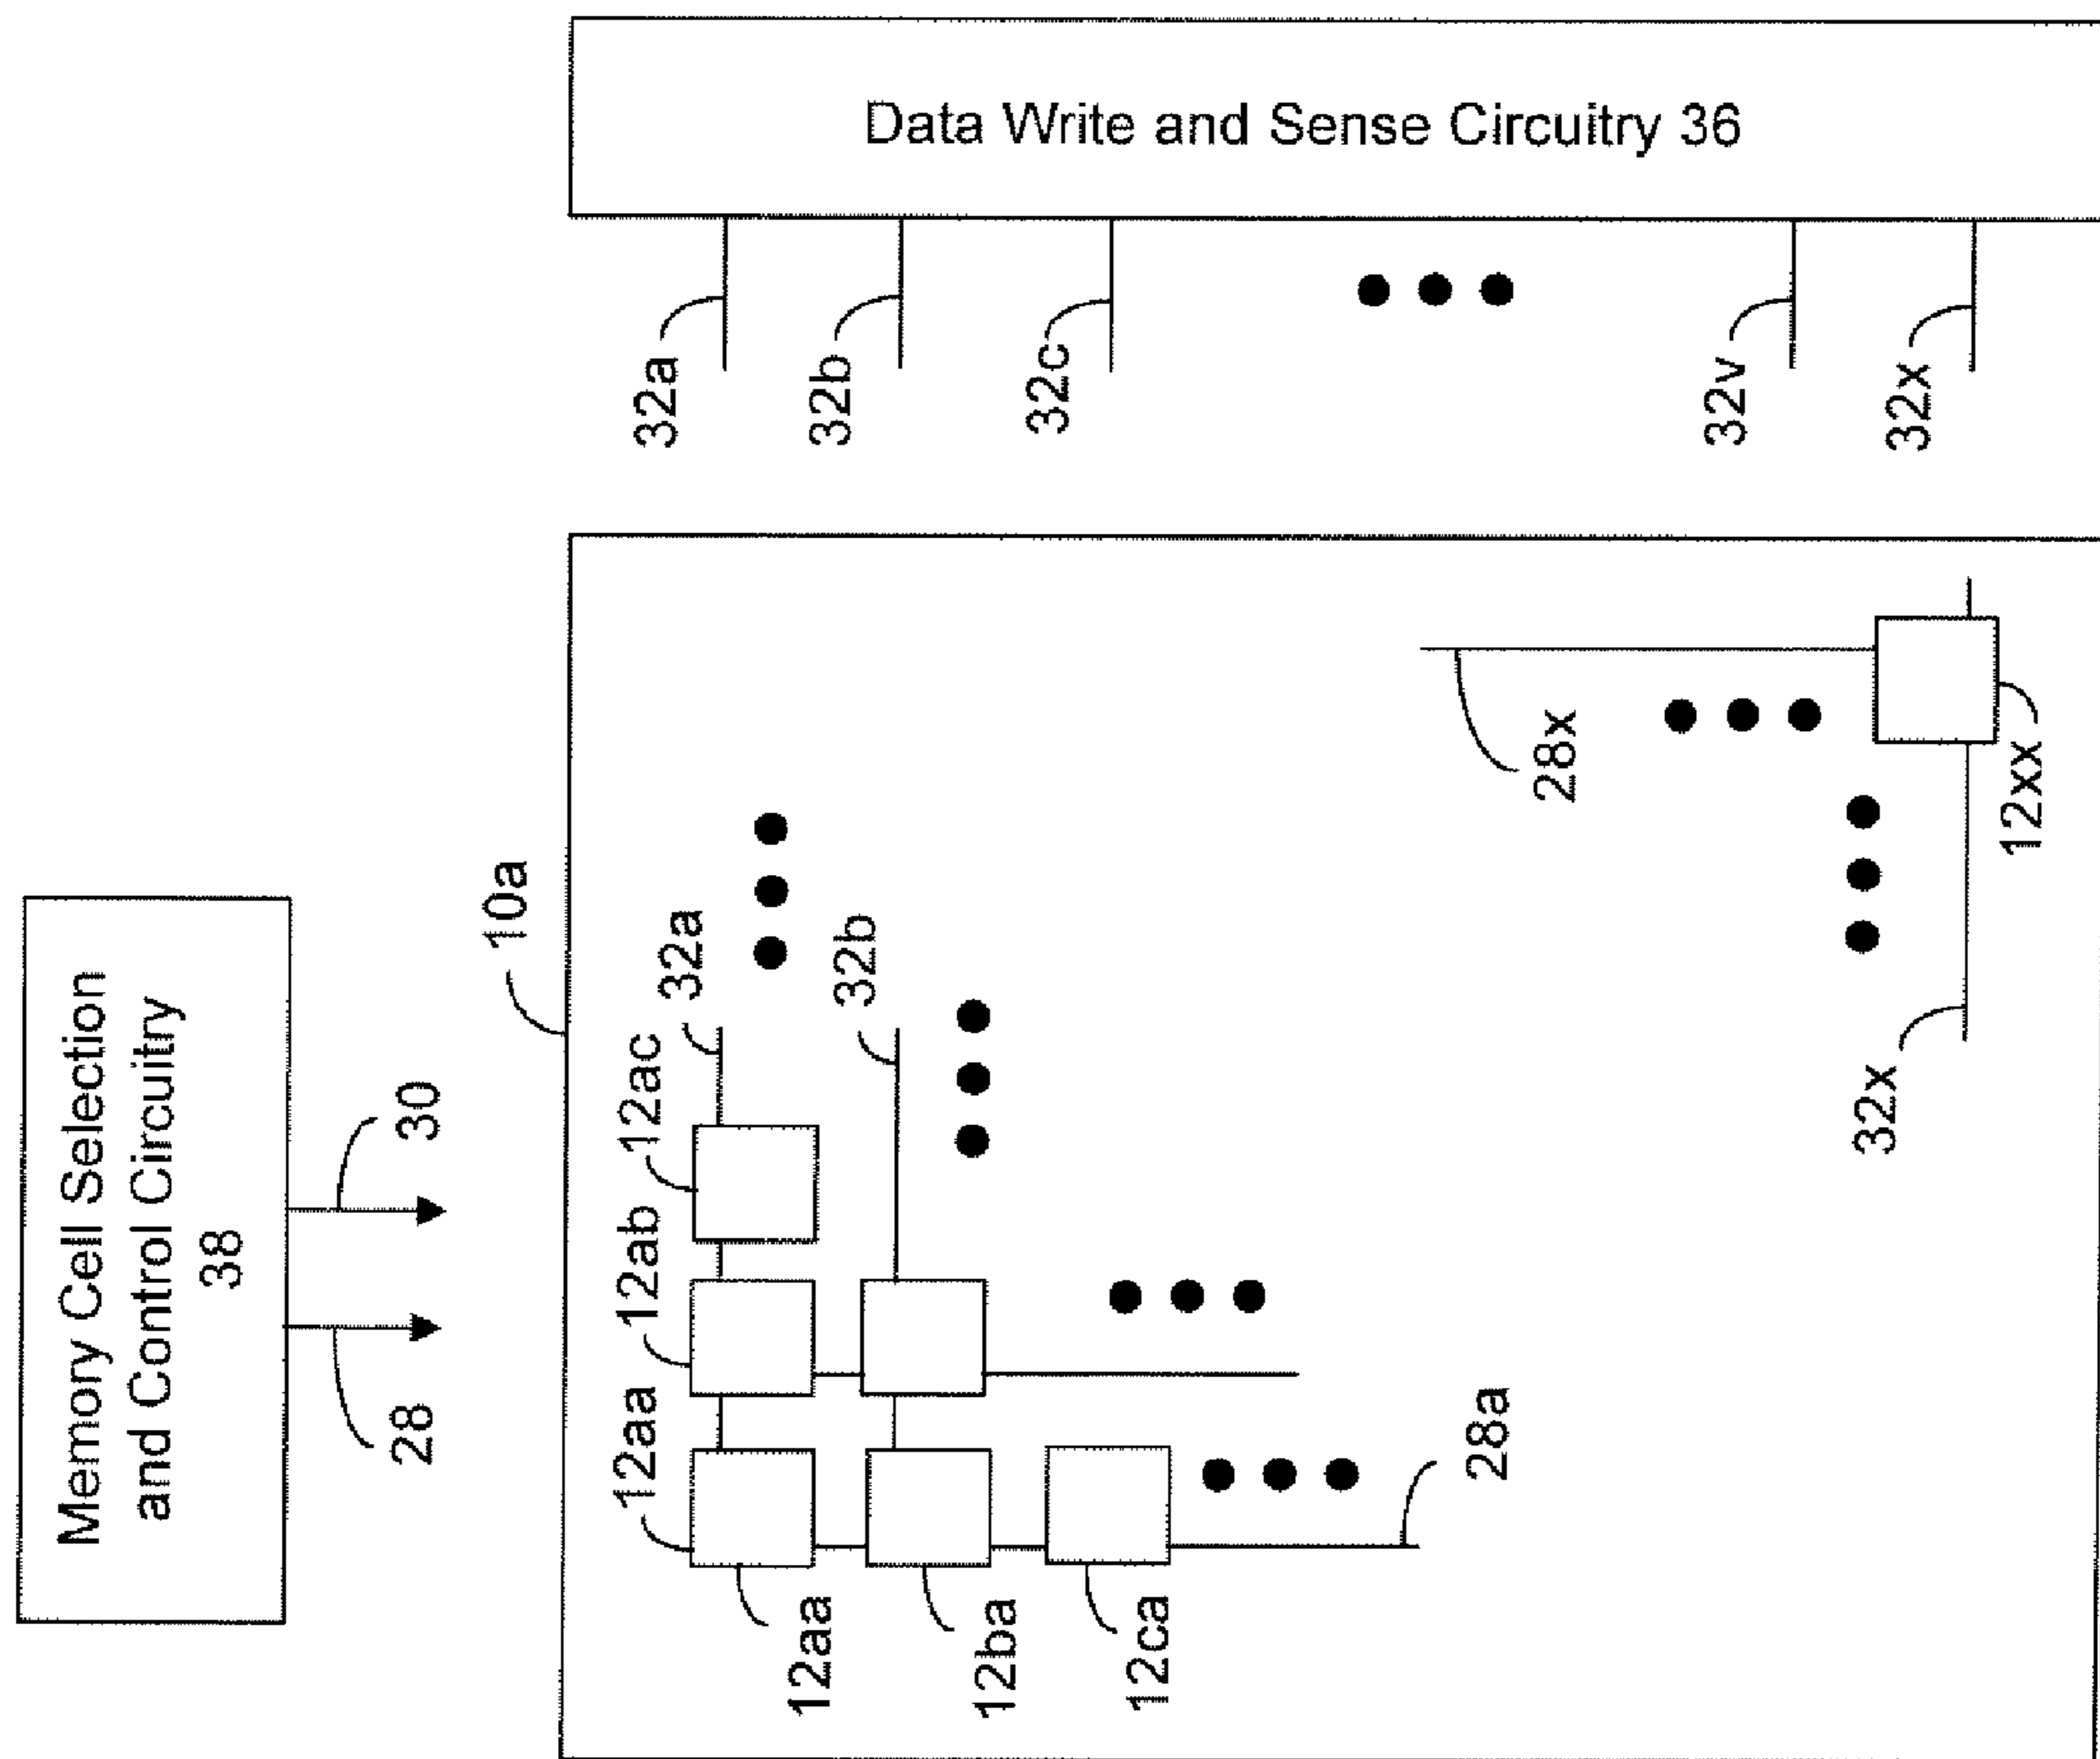 Data Write and Sense Circuitry 36
32a
32b
32c
32v
32x
Memory Cell Selection
and Control Circuitry
38
28
30
10a
12aa
12ab
12ac
32a
32b
12aa
12ba
12ca
28a
28x
32x
12xx